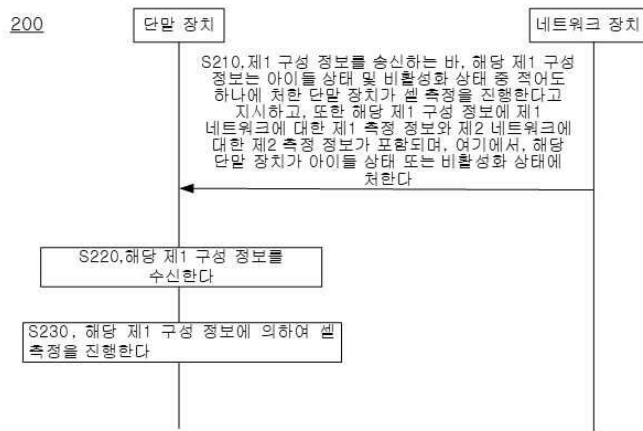 200
단말 장치
네트워크 장치
S210,제1 구성 정보를 송신하는 바, 해당 제1 구성
정보는 아이들 상태 및 비활성화 상태 중 적어도
하나에 처한 단말 장치가 셀 측정을 진행한다고
지시하고, 또한 해당 제1 구성 정보에 제1
네트워크에 대한 제1 측정 정보와 제2 네트워크에
대한 제2 측정 정보가 포함되며, 여기에서, 해당
단말 장치가 아이들 상태 또는 비활성화 상태에
처한다
S220,해당 제1 구성 정보를
수신한다
S230, 해당 제1 구성 정보에 의하여 셀
측정을 진행한다